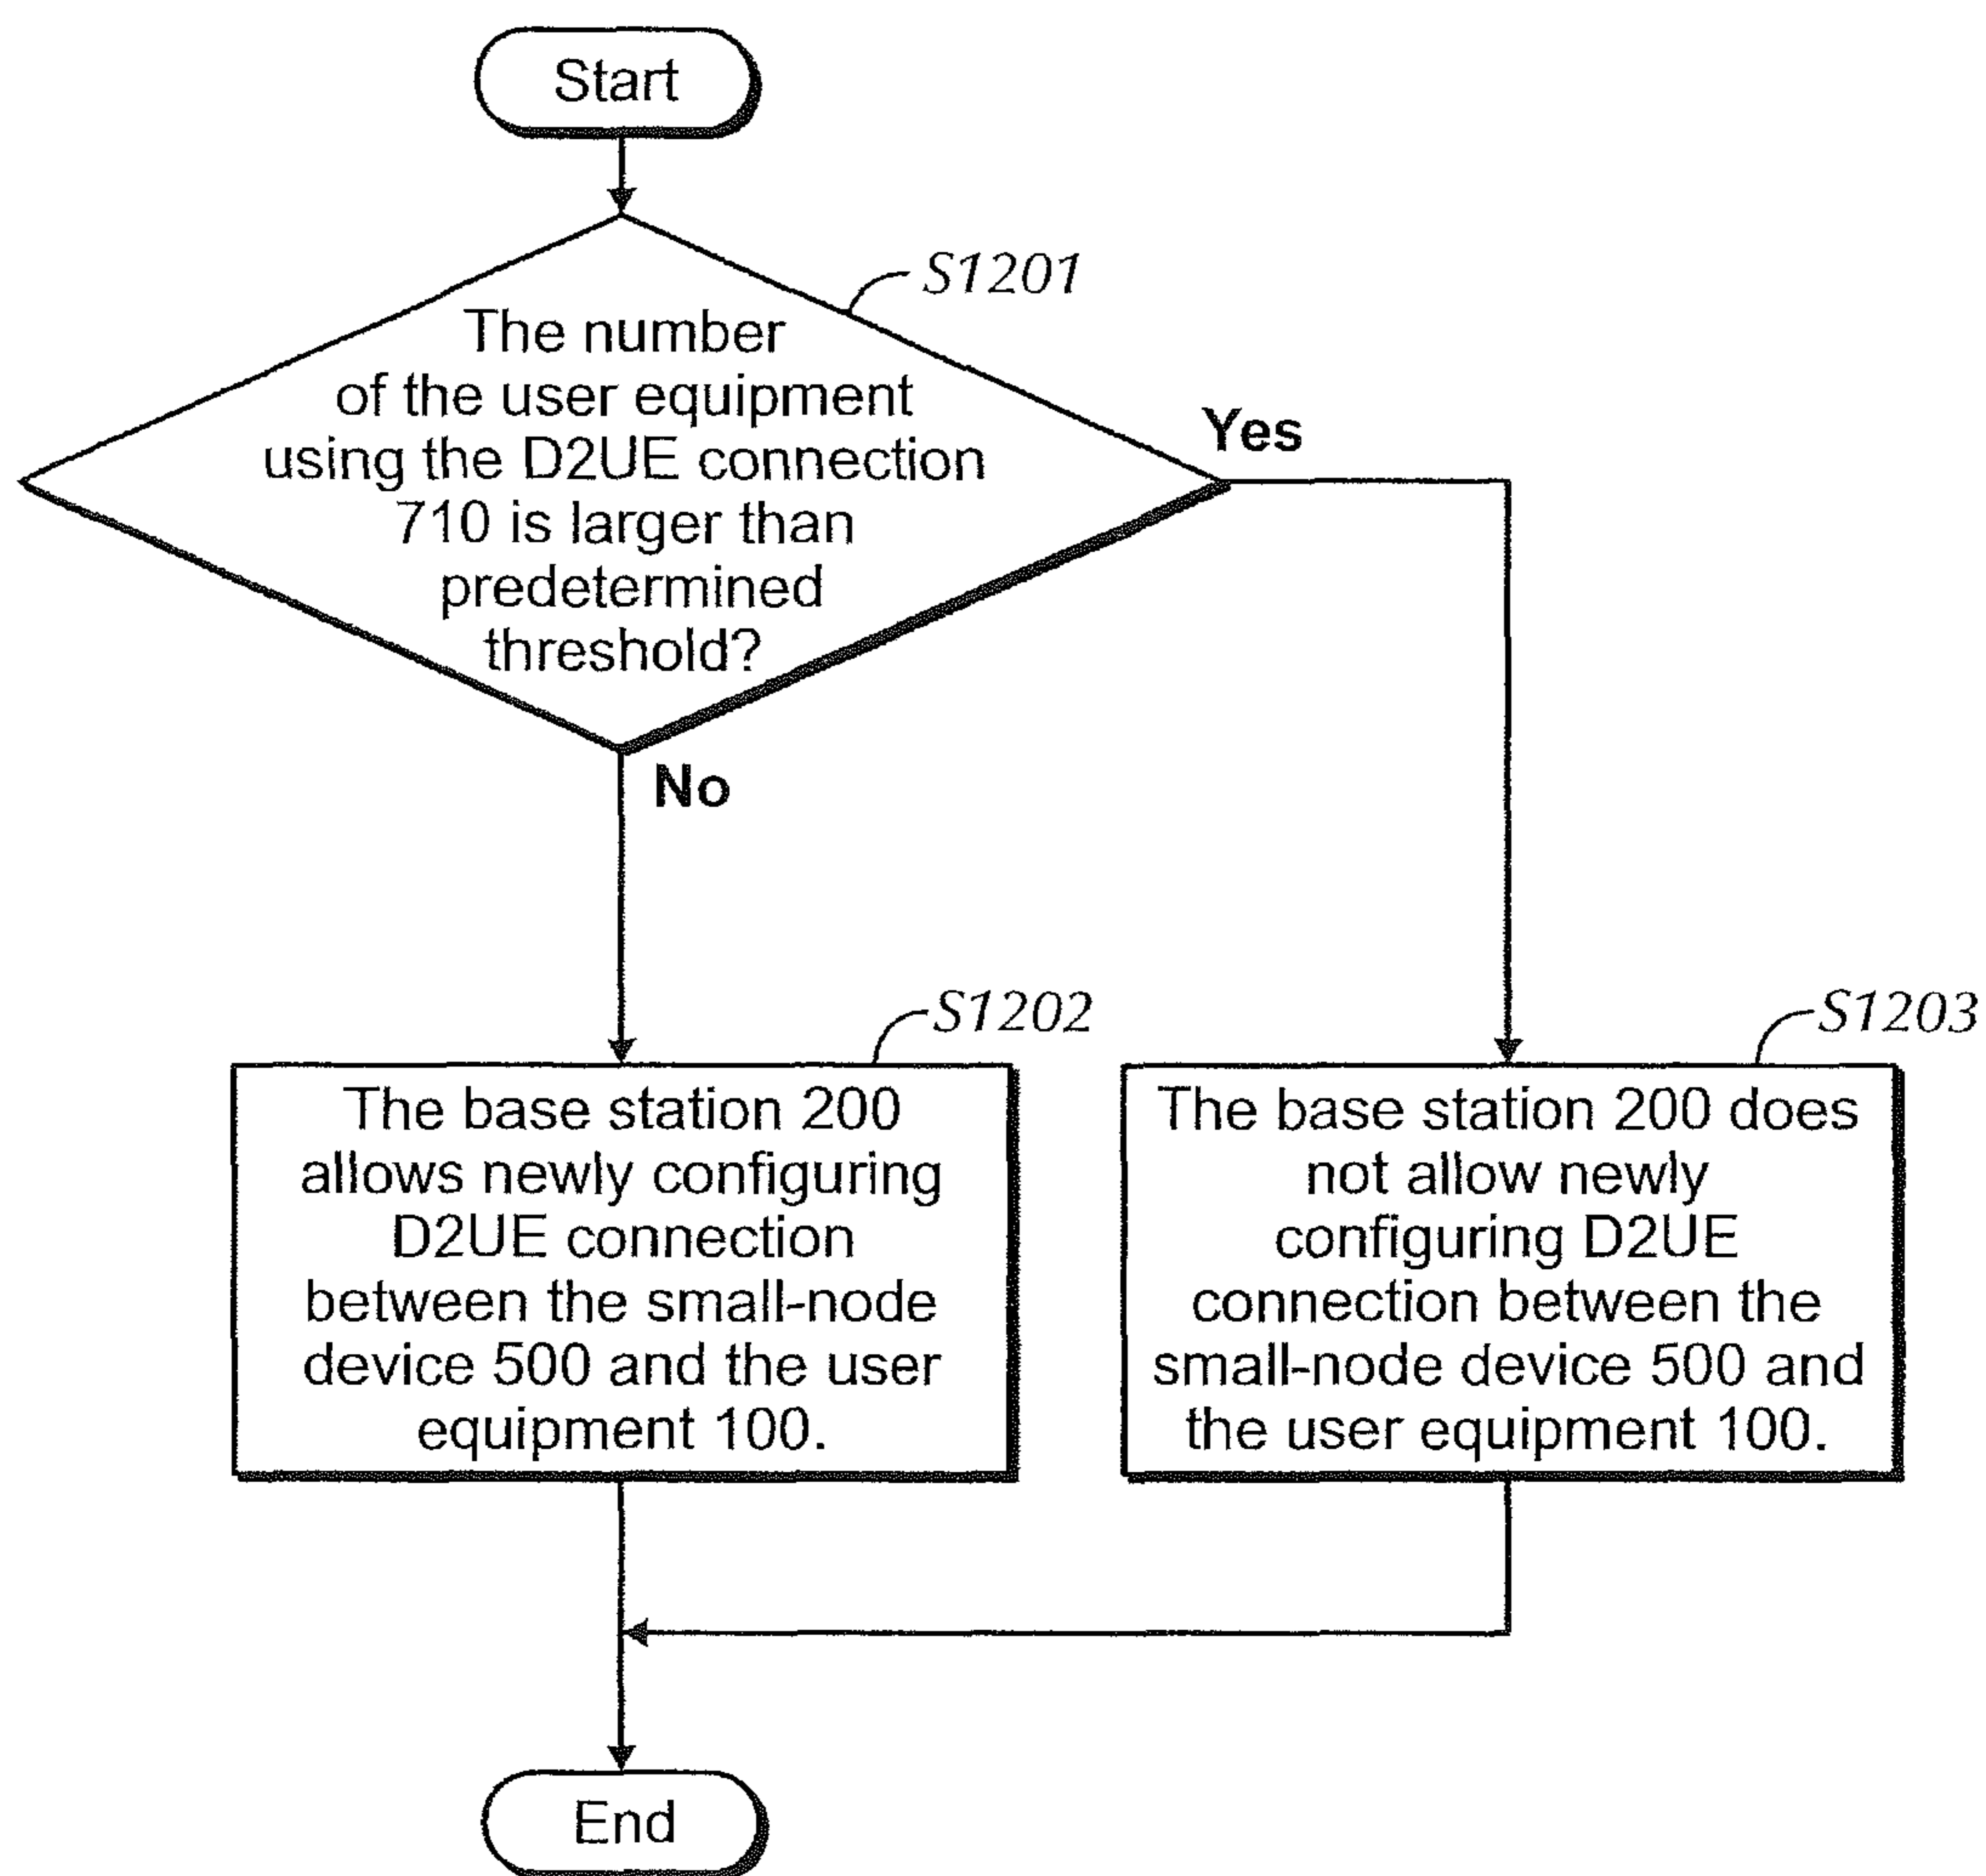 Start
S1201
The number
of the user equipment
using the D2UE connection
710 is larger than
predetermined
threshold?
Yes
No
S1202
The base station 200
allows newly configuring
D2UE connection
between the small-node
device 500 and the user
equipment 100.
S1203
The base station 200 does
not allow newly
configuring D2UE
connection between the
small-node device 500 and
the user equipment 100.
End